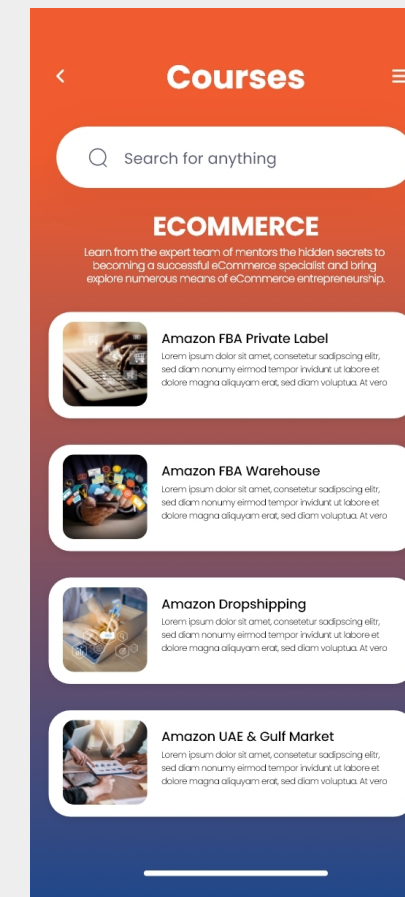 Courses
Search for anything
ECOMMERCE
Learn from the expert team of mentors the hidden secrets to
becoming a successful eCommerce specialist and bring
explore numerous means of eCommerce entrepreneurship.
Amazon FBA Private Label
Lorem ipsum dolor sit amet, consetetur sadipscing elitr,
sed diam nonumy eirmod tempor invidunt ut labore et
dolore magna aliquyam erat, sed diam voluptua. At vero
Amazon FBA Warehouse
Lorem ipsum dolor sit amet, consetetur sadipscing elitr,
sed diam nonumy eirmod tempor invidunt ut labore et
dolore magna aliquyam erat, sed diam voluptua. At vero
Amazon Dropshipping
Lorem ipsum dolor sit amet, consetetur sadipscing elitr,
sed diam nonumy eirmod tempor invidunt ut labore et
dolore magna aliquyam erat, sed diam voluptua. At vero
Amazon UAE & Gulf Market
Lorem ipsum dolor sit amet, consetetur sadipscing elitr,
sed diam nonumy eirmod tempor invidunt ut labore et
dolore magna aliquyam erat, sed diam voluptua. At vero